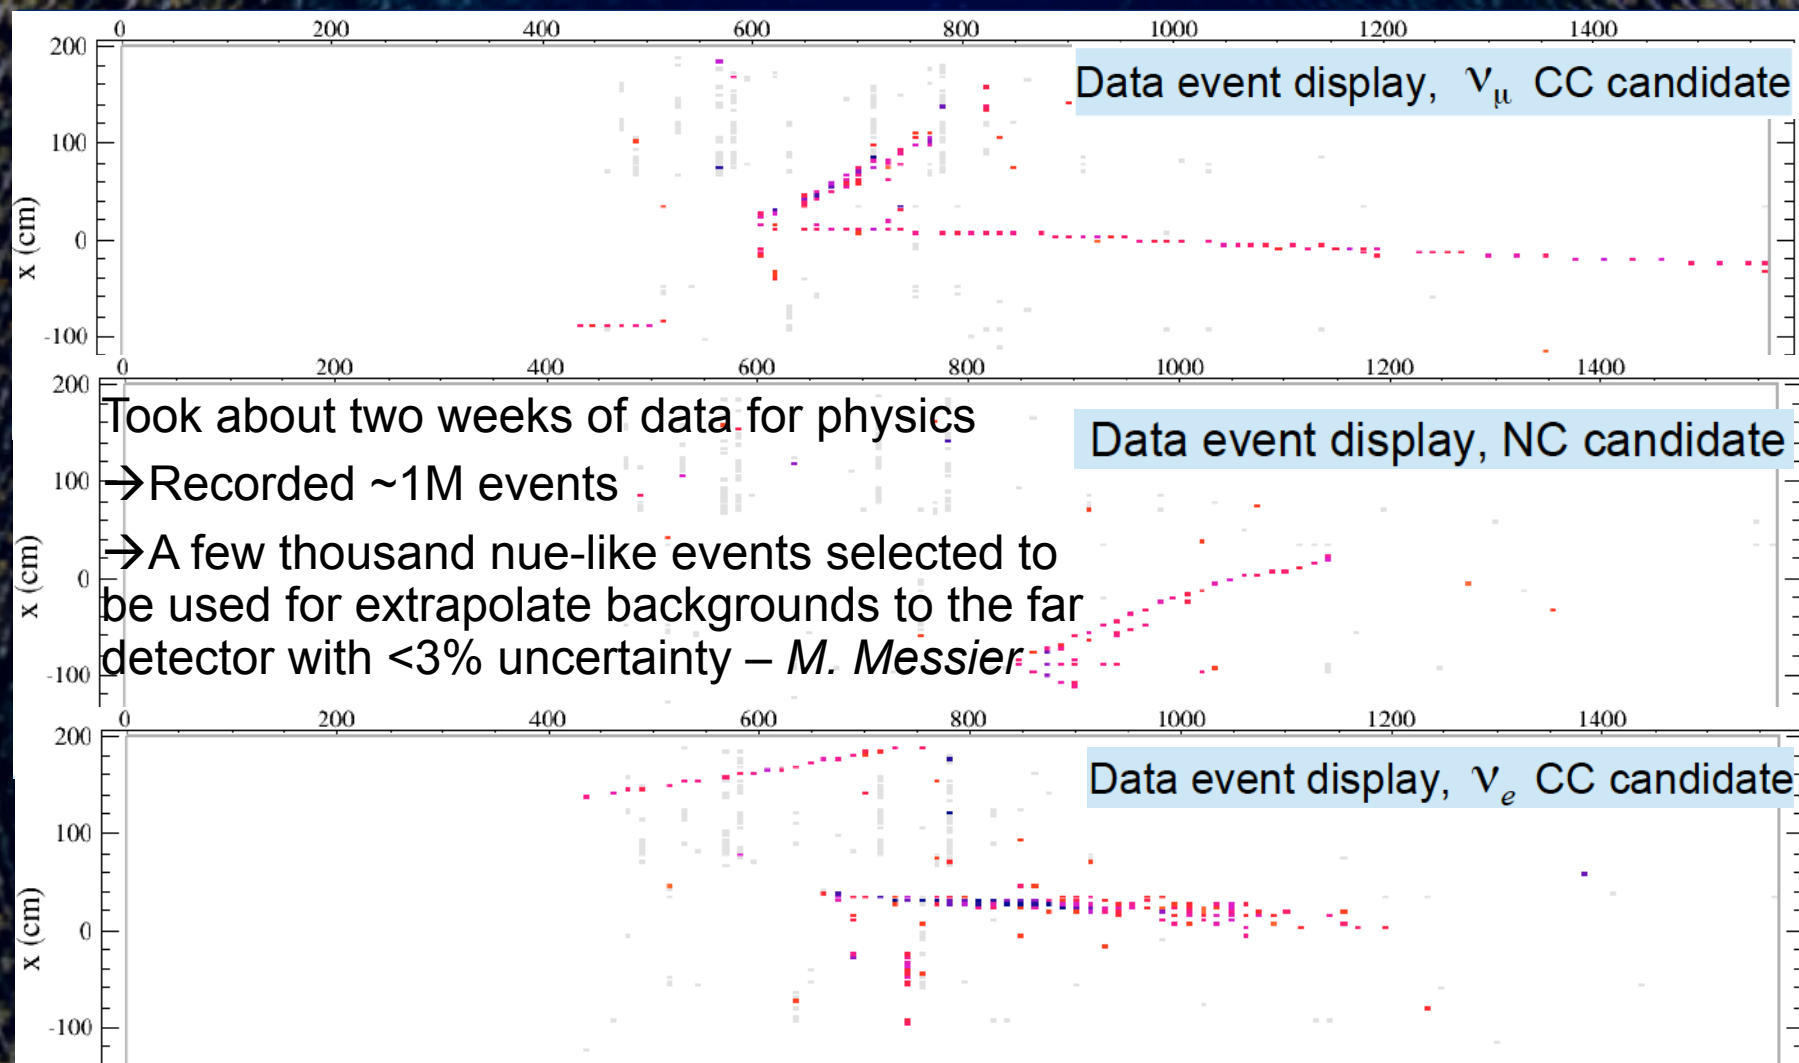 0 200 400 600 800 1000 1200 1400
200
Data event display, νμ CC candidate
100
0
x (cm)
-100
0 200 400 600 800 1000 1200 1400
200
Took about two weeks of data for physics
Data event display, NC candidate
100
→Recorded ~1M events
→A few thousand nue-like events selected to
0
be used for extrapolate backgrounds to the far
x (cm)
detector with <3% uncertainty – M. Messier
-100
0 200 400 600 800 1000 1200 1400
200
Data event display, νe CC candidate
100
0
x (cm)
-100